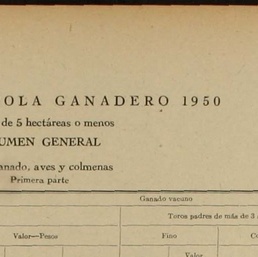 OLA GANADERO 1950
de 5 hectáreas o menos
UMEN GENERAL
anado, aves y colmenas
Primera parte
Ganado vacuno
Toros padres de más de 3
Valor—Pesos
Fino
Valor